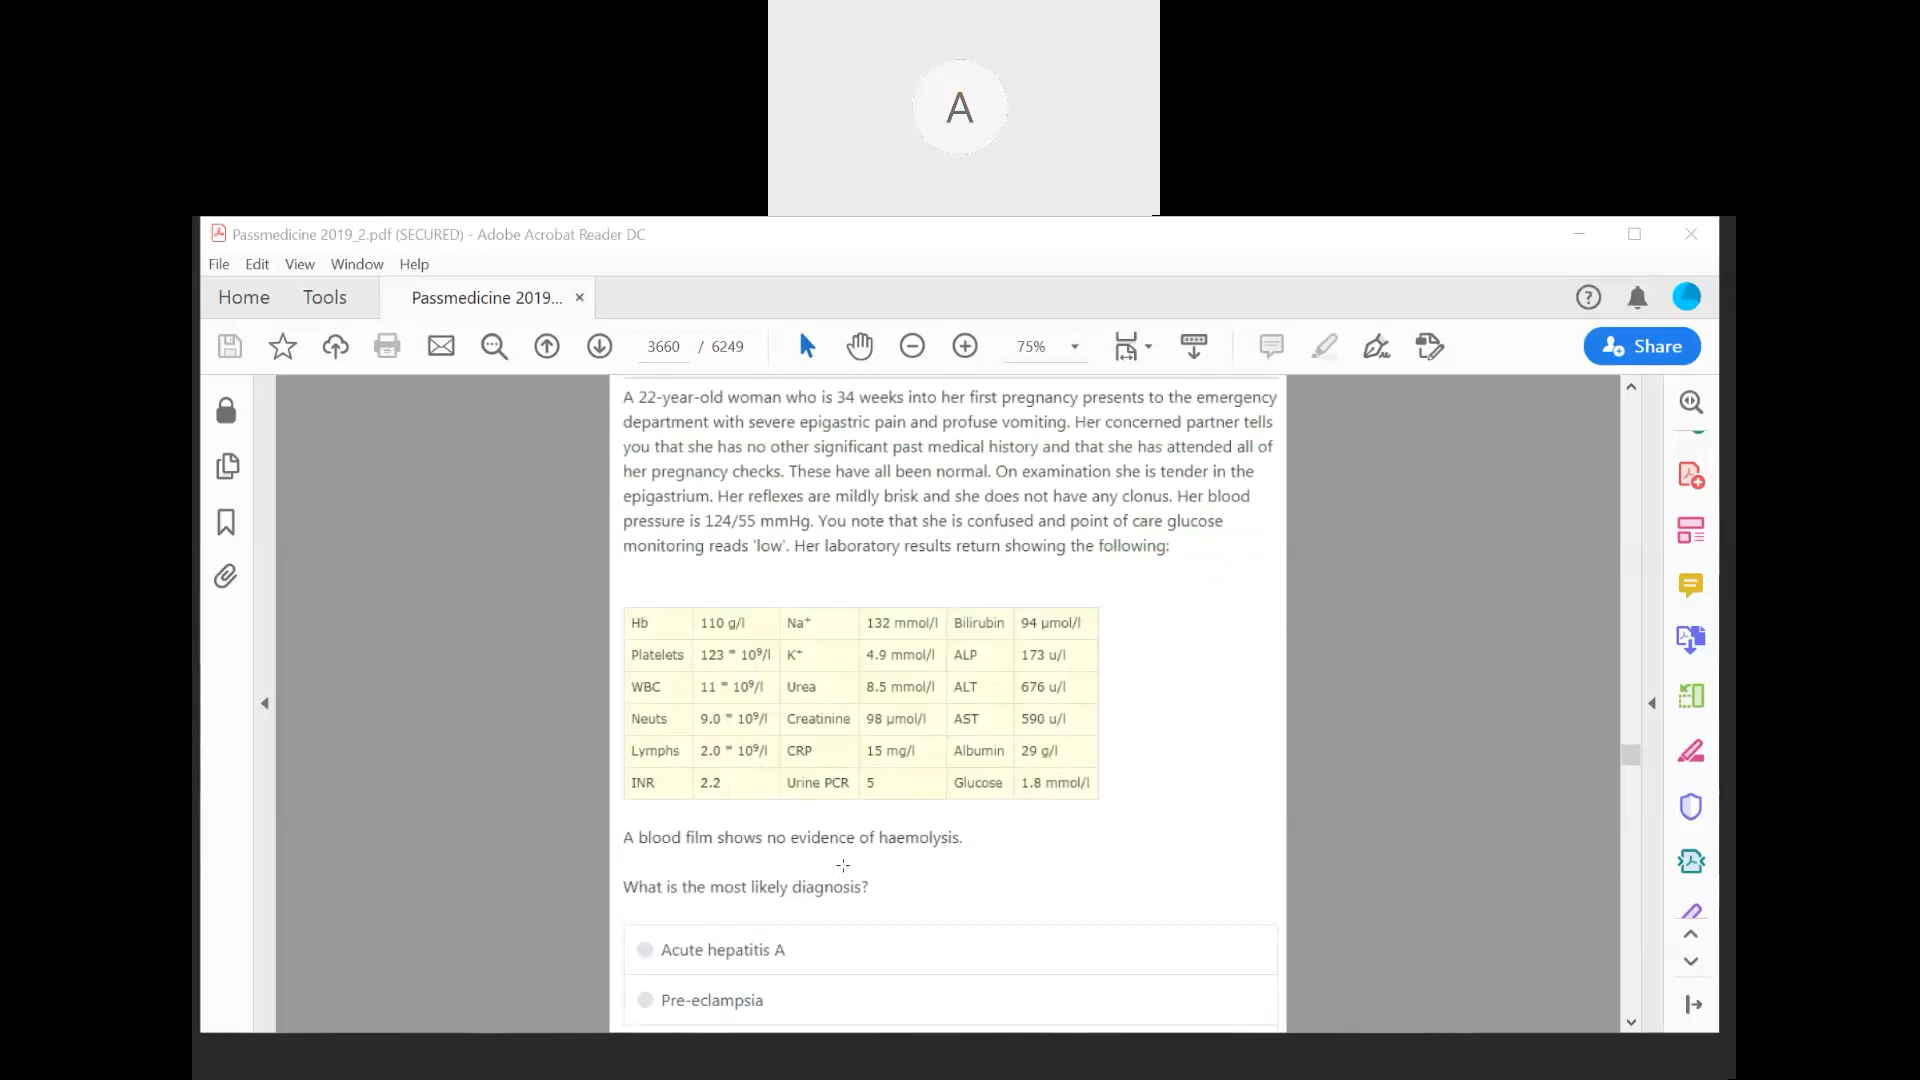 A
Passmedicine 2019_2.pdf (SECURED) - Adobe Acrobat Reader DC
File Edit View Window Help
Home Tools Passmedicine 2019... ×
3660 / 6249 75% Share
A 22-year-old woman who is 34 weeks into her first pregnancy presents to the emergency
department with severe epigastric pain and profuse vomiting. Her concerned partner tells
you that she has no other significant past medical history and that she has attended all of
her pregnancy checks. These have all been normal. On examination she is tender in the
epigastrium. Her reflexes are mildly brisk and she does not have any clonus. Her blood
pressure is 124/55 mmHg. You note that she is confused and point of care glucose
monitoring reads 'low'. Her laboratory results return showing the following:
Hb 110 g/l Na⁺ 132 mmol/l Bilirubin 94 µmol/l
Platelets 123 * 10⁹/l K⁺ 4.9 mmol/l ALP 173 u/l
WBC 11 * 10⁹/l Urea 8.5 mmol/l ALT 676 u/l
Neuts 9.0 * 10⁹/l Creatinine 98 µmol/l AST 590 u/l
Lymphs 2.0 * 10⁹/l CRP 15 mg/l Albumin 29 g/l
INR 2.2 Urine PCR 5 Glucose 1.8 mmol/l
A blood film shows no evidence of haemolysis.
What is the most likely diagnosis?
Acute hepatitis A
Pre-eclampsia